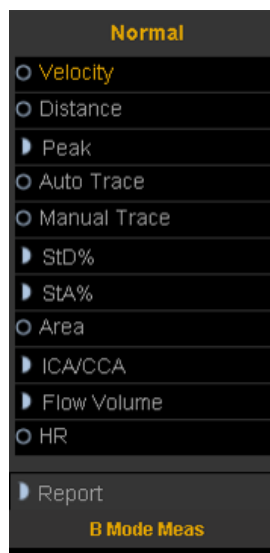 Normal
Velocity
Distance
Peak
Auto Trace
Manual Trace
StD%
StA%
Area
ICA/CCA
Flow Volume
HR
Report
B Mode Meas